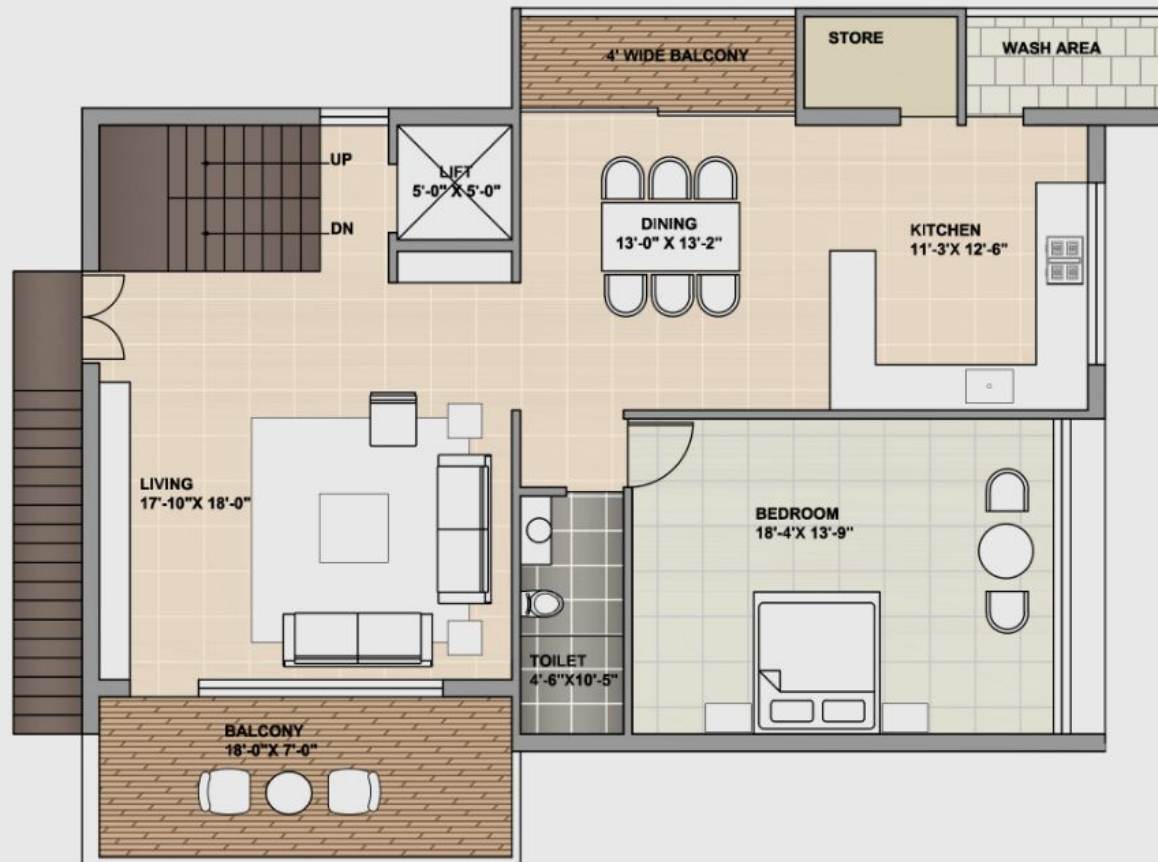 4' WIDE BALCONY
STORE
WASH AREA
UP
LIFT
5'-0" X 5'-0"
DN
DINING
13'-0" X 13'-2"
KITCHEN
11'-3'X 12'-6"
LIVING
17'-10"X 18'-0"
BEDROOM
18'-4'X 13'-9"
TOILET
4'-6"X10'-5"
BALCONY
18'-0"X 7'-0"